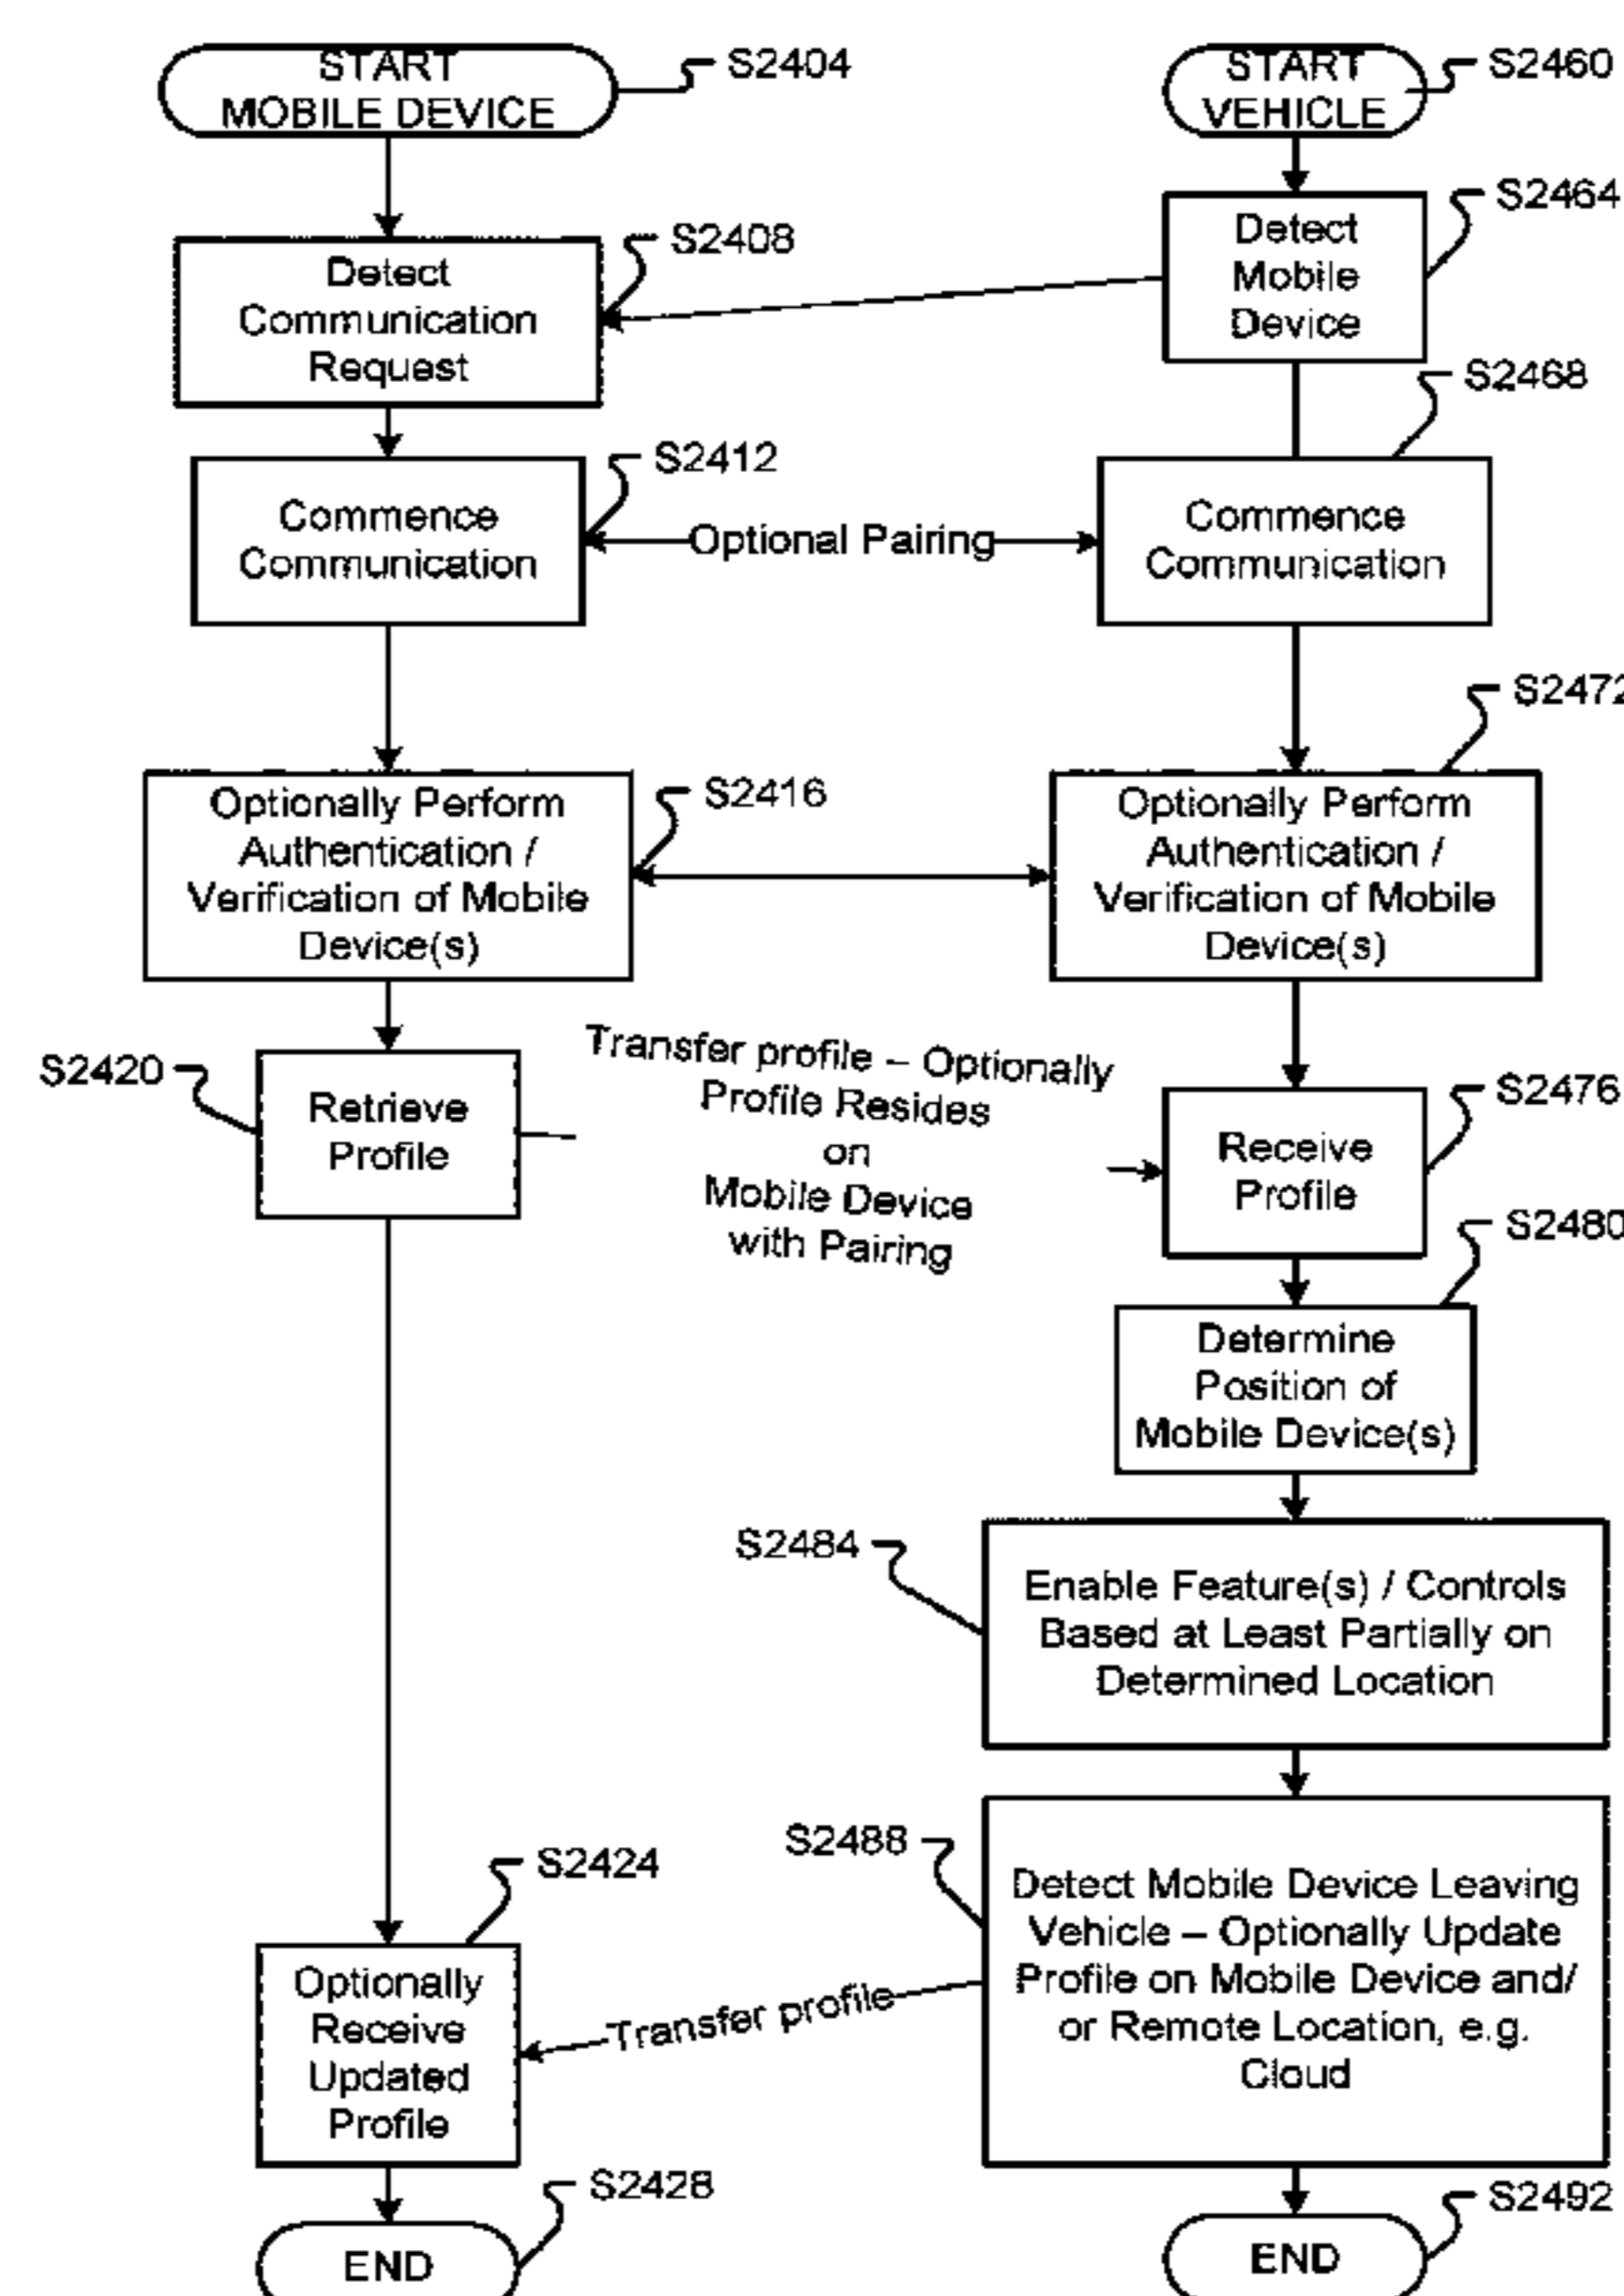 START
MOBILE DEVICE
S2404
START
VEHICLE
S2460
Detect
Mobile
Device
S2464
Detect
Communication
Request
S2408
S2468
Commence
Communication
S2412
Optional Pairing
Commence
Communication
S2472
Optionally Perform
Authentication /
Verification of Mobile
Device(s)
S2416
Optionally Perform
Authentication /
Verification of Mobile
Device(s)
S2420
Retrieve
Profile
Transfer profile – Optionally
Profile Resides
on
Mobile Device
with Pairing
Receive
Profile
S2476
S2480
Determine
Position of
Mobile Device(s)
S2484
Enable Feature(s) / Controls
Based at Least Partially on
Determined Location
S2488
Detect Mobile Device Leaving
Vehicle – Optionally Update
Profile on Mobile Device and/
or Remote Location, e.g.
Cloud
S2424
Optionally
Receive
Updated
Profile
Transfer profile
S2428
END
S2492
END